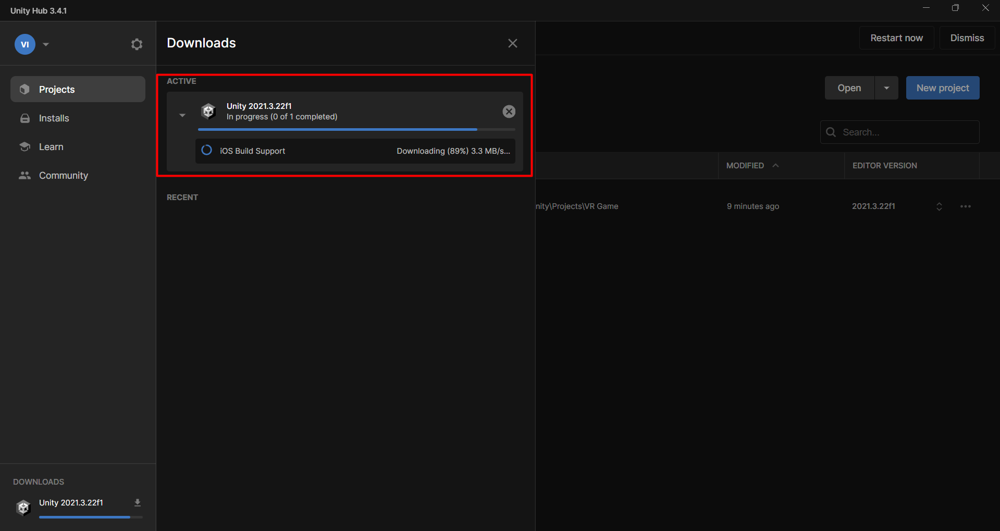 Unity Hub 3.4.1
VI
Downloads
Restart now
Dismiss
ACTIVE
Projects
Open
New project
Unity 2021.3.22f1
In progress (0 of 1 completed)
Installs
Search...
Learn
iOS Build Support
Downloading (89%) 3.3 MB/s...
MODIFIED
EDITOR VERSION
Community
RECENT
nity\Projects\VR Game
9 minutes ago
2021.3.22f1
DOWNLOADS
Unity 2021.3.22f1